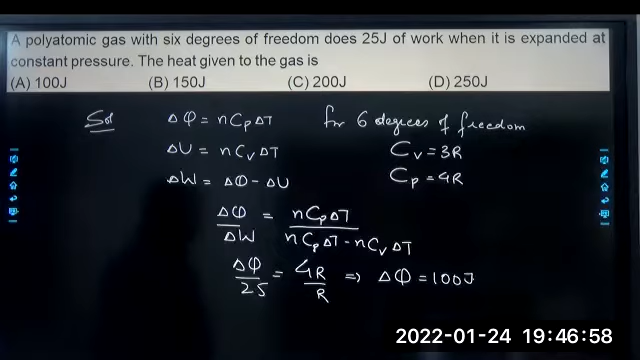 A polyatomic gas with six degrees of freedom does 25J of work when it is expanded at
constant pressure. The heat given to the gas is
(A) 100J (B) 150J (C) 200J (D) 250J
Sol ΔQ = nCpΔT for 6 degrees of freedom
ΔU = nCvΔT Cv = 3R
ΔW = ΔQ - ΔU Cp = 4R
ΔQ/ΔW = nCpΔT/nCpΔT - nCvΔT
ΔQ/25 = 4R/R ⇒ ΔQ = 100J
2022-01-24 19:46:58